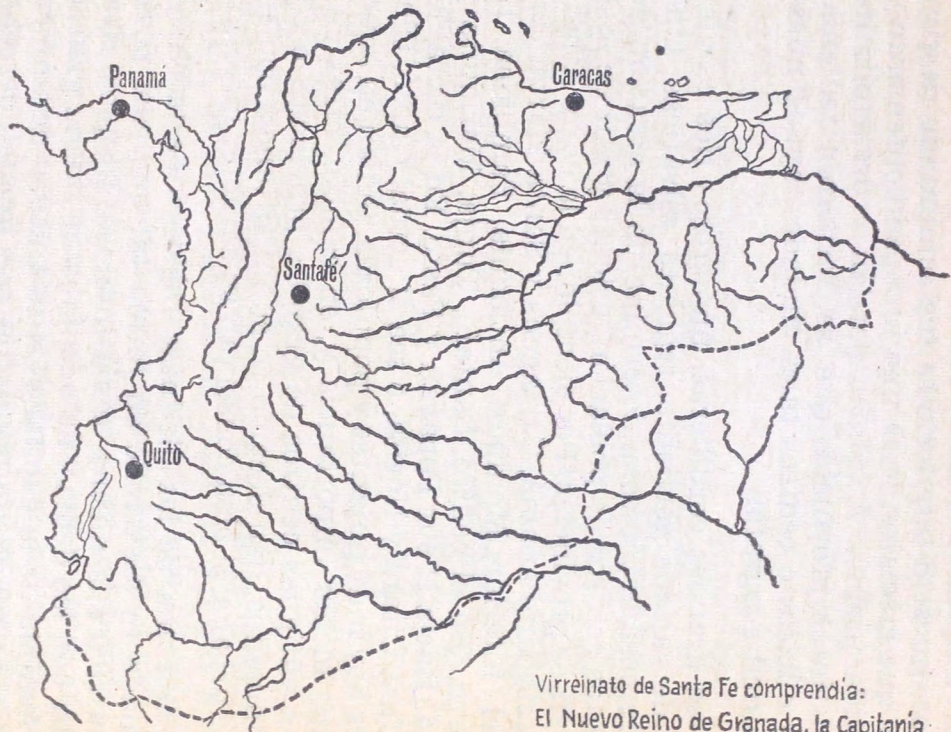 Panamá
Caracas
Santafé
Quito
Virreinato de Santa Fe comprendía:
El Nuevo Reino de Granada, la Capitanía